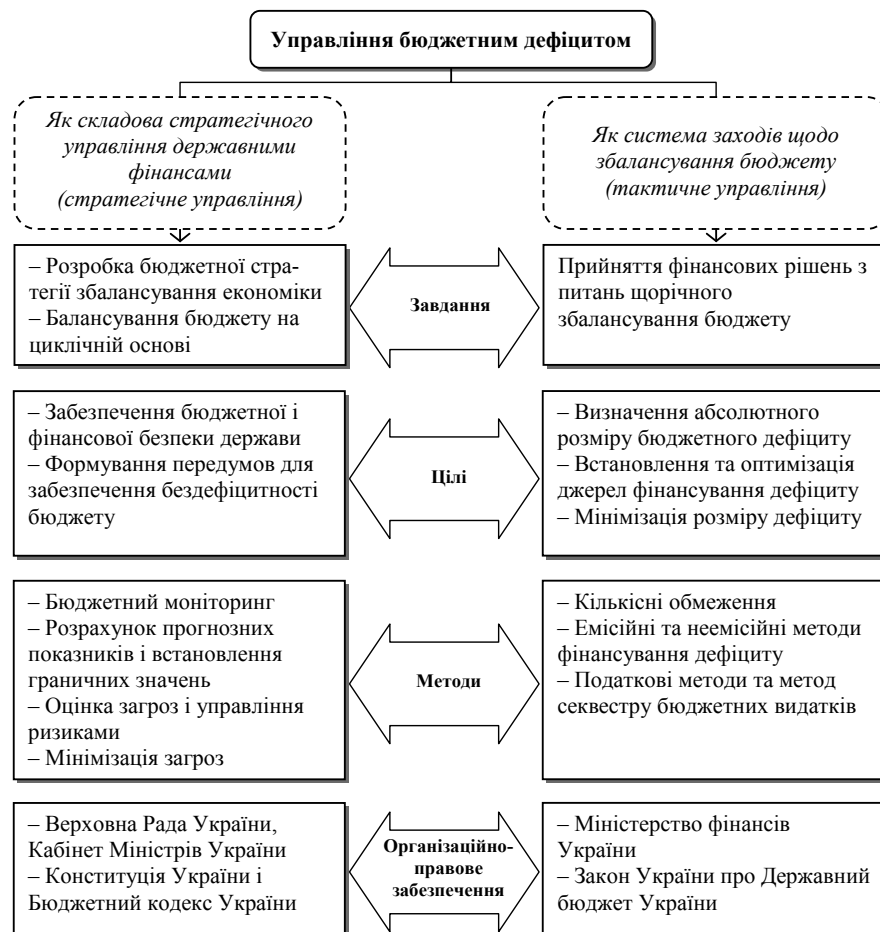 Управління бюджетним дефіцитом
Як складова стратегічного
управління державними
фінансами
(стратегічне управління)
Як система заходів щодо
збалансування бюджету
(тактичне управління)
– Розробка бюджетної стра-
тегії збалансування економіки
– Балансування бюджету на
циклічній основі
Завдання
Прийняття фінансових рішень з
питань щорічного
збалансування бюджету
– Забезпечення бюджетної і
фінансової безпеки держави
– Формування передумов для
забезпечення бездефіцитності
бюджету
Цілі
– Визначення абсолютного
розміру бюджетного дефіциту
– Встановлення та оптимізація
джерел фінансування дефіциту
– Мінімізація розміру дефіциту
– Бюджетний моніторинг
– Розрахунок прогнозних
показників і встановлення
граничних значень
– Оцінка загроз і управління
ризиками
– Мінімізація загроз
Методи
– Кількісні обмеження
– Емісійні та неемісійні методи
фінансування дефіциту
– Податкові методи та метод
секвестру бюджетних видатків
– Верховна Рада України,
Кабінет Міністрів України
– Конституція України і
Бюджетний кодекс України
Організаційно-
правове
забезпечення
– Міністерство фінансів
України
– Закон України про Державний
бюджет України